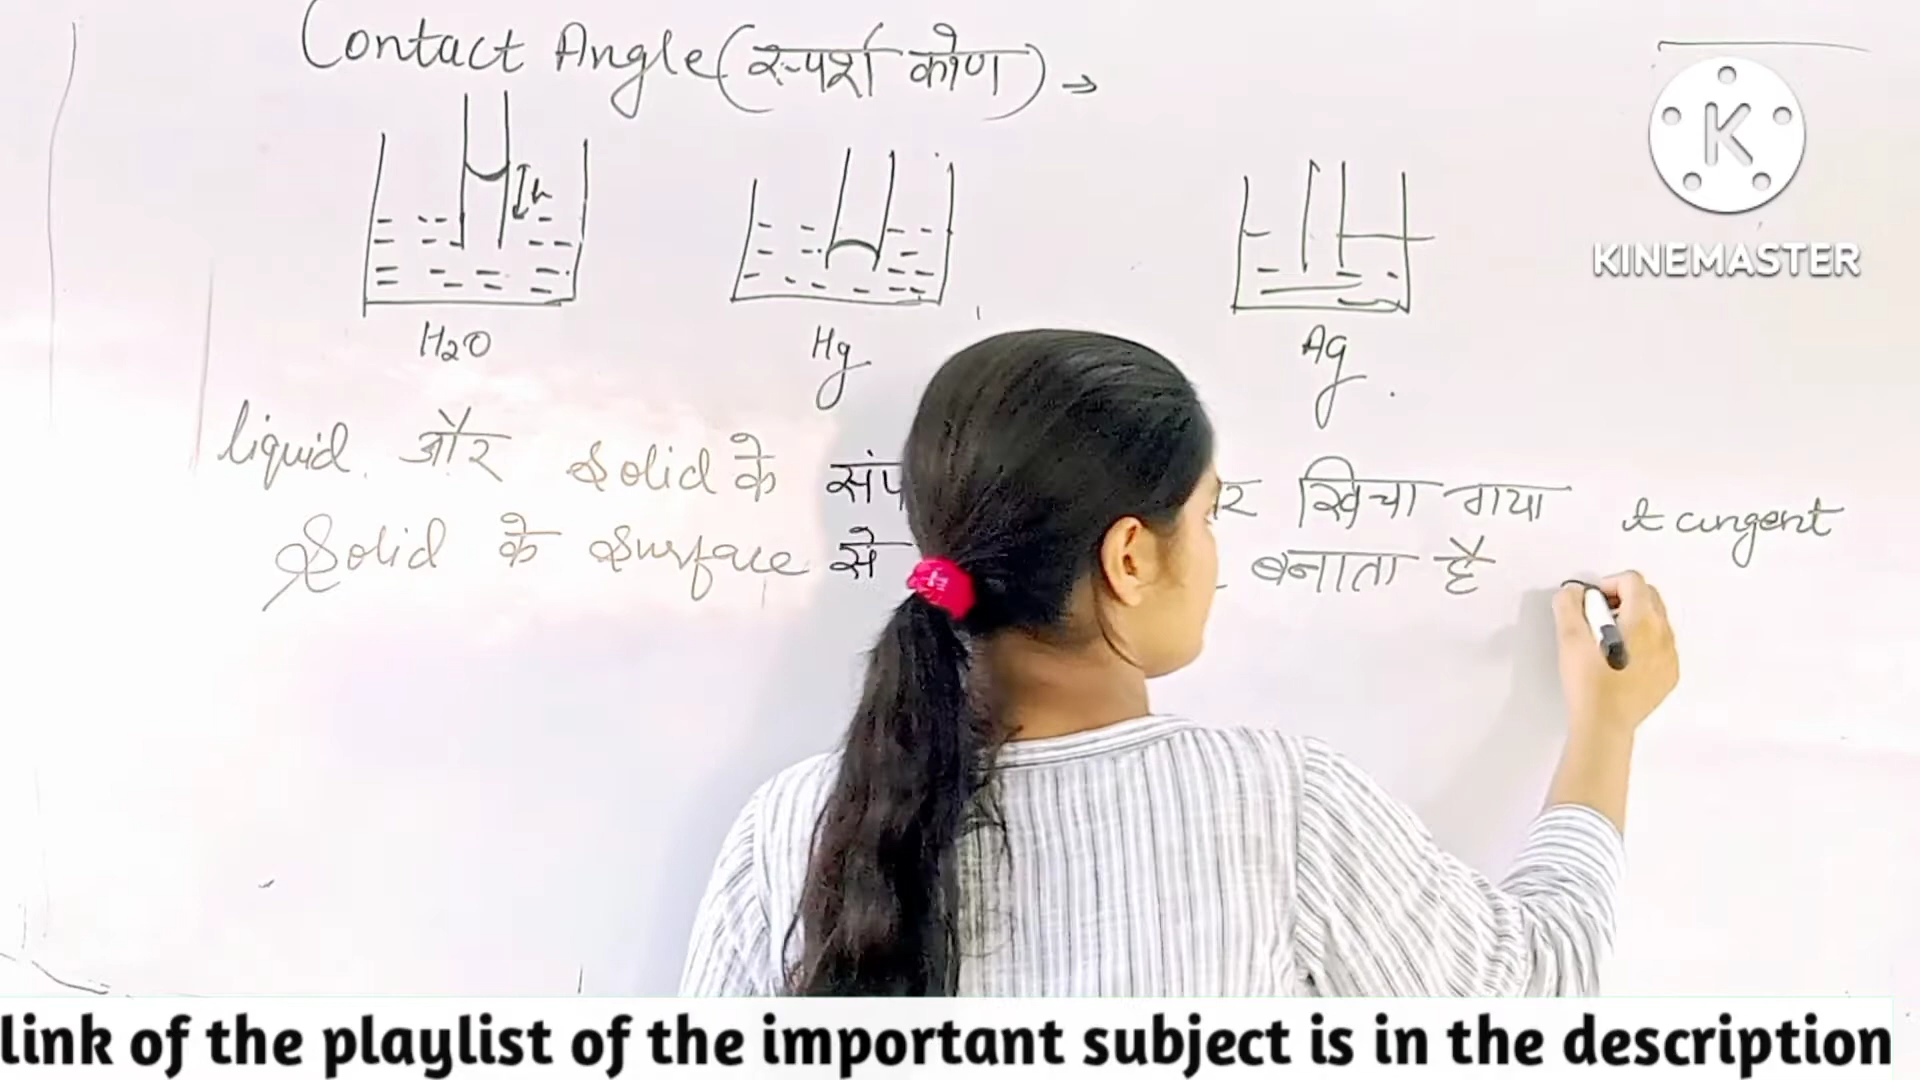 Contact Angle (स्पर्श कोण) →
K
KINEMASTER
h
H2O Hg Ag
liquid और solid के खिचा गया tangent
Solid के surface से बनाता है
link of the playlist of the important subject is in the description